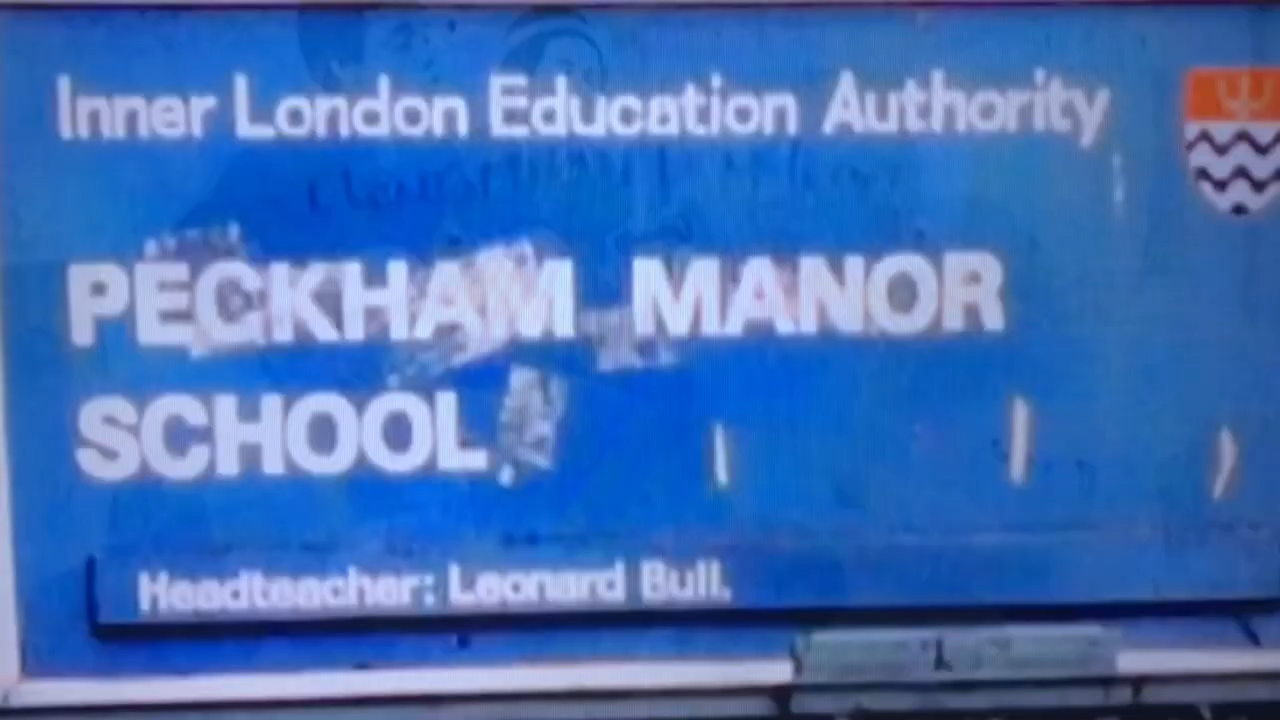 Inner London Education Authority
PECKHAM MANOR
SCHOOL
Headteacher: Leonard Bull.